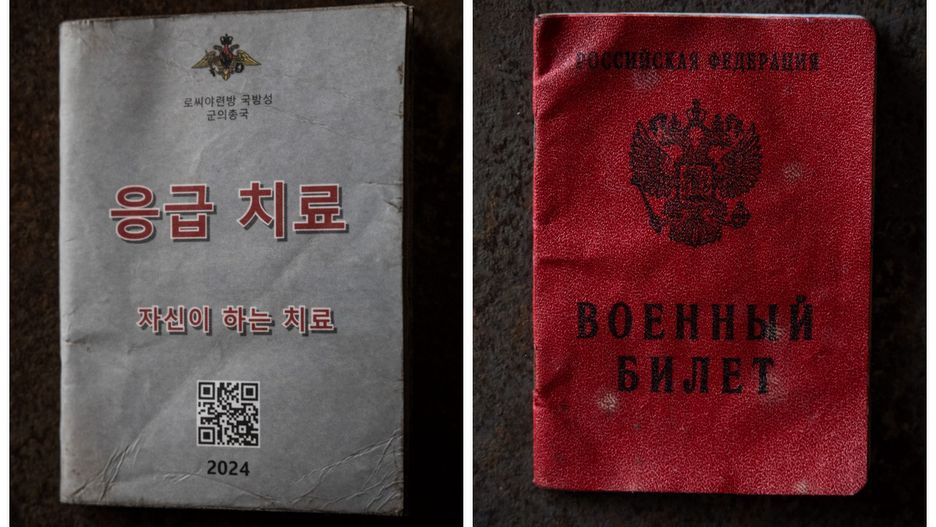 로씨야련방 국방성
군의총국
응급 치료
자신이 하는 치료
2024
РОССИЙСКАЯ ФЕДЕРАЦИЯ
ВОЕННЫЙ
БИЛЕТ